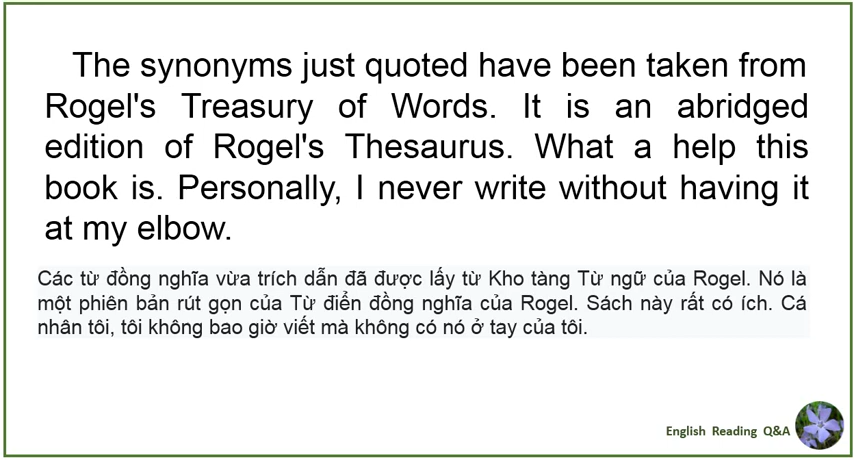 The synonyms just quoted have been taken from
Rogel's Treasury of Words. It is an abridged
edition of Rogel's Thesaurus. What a help this
book is. Personally, I never write without having it
at my elbow.
Các từ đồng nghĩa vừa trích dẫn đã được lấy từ Kho tàng Từ ngữ của Rogel. Nó là
một phiên bản rút gọn của Từ điển đồng nghĩa của Rogel. Sách này rất có ích. Cá
nhân tôi, tôi không bao giờ viết mà không có nó ở tay của tôi.
English Reading Q&A